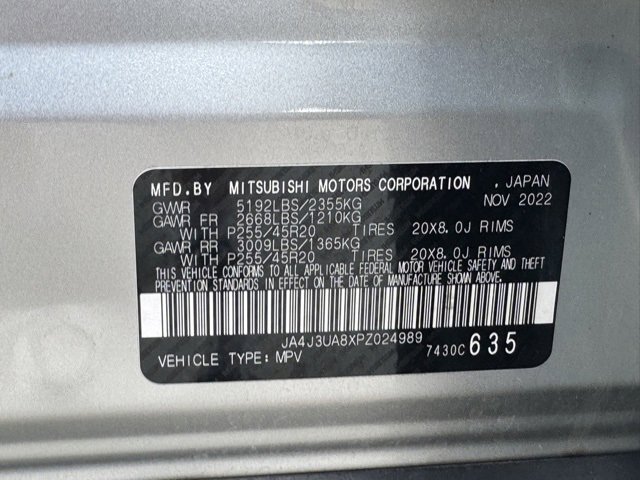 MFD.BY MITSUBISHI MOTORS CORPORATION , JAPAN
GVWR 5192LBS/2355KG NOV 2022
GAWR FR 2668LBS/1210KG
WITH P255/45R20 TIRES 20X8.0J RIMS
GAWR RR 3009LBS/1365KG
WITH P255/45R20 TIRES 20X8.0J RIMS
THIS VEHICLE CONFORMS TO ALL APPLICABLE FEDERAL MOTOR VEHICLE SAFETY AND THEFT
PREVENTION STANDARDS IN EFFECT ON THE DATE OF MANUFACTURE SHOWN ABOVE.
JA4J3UA8XPZ024989
VEHICLE TYPE: MPV 7430C 635